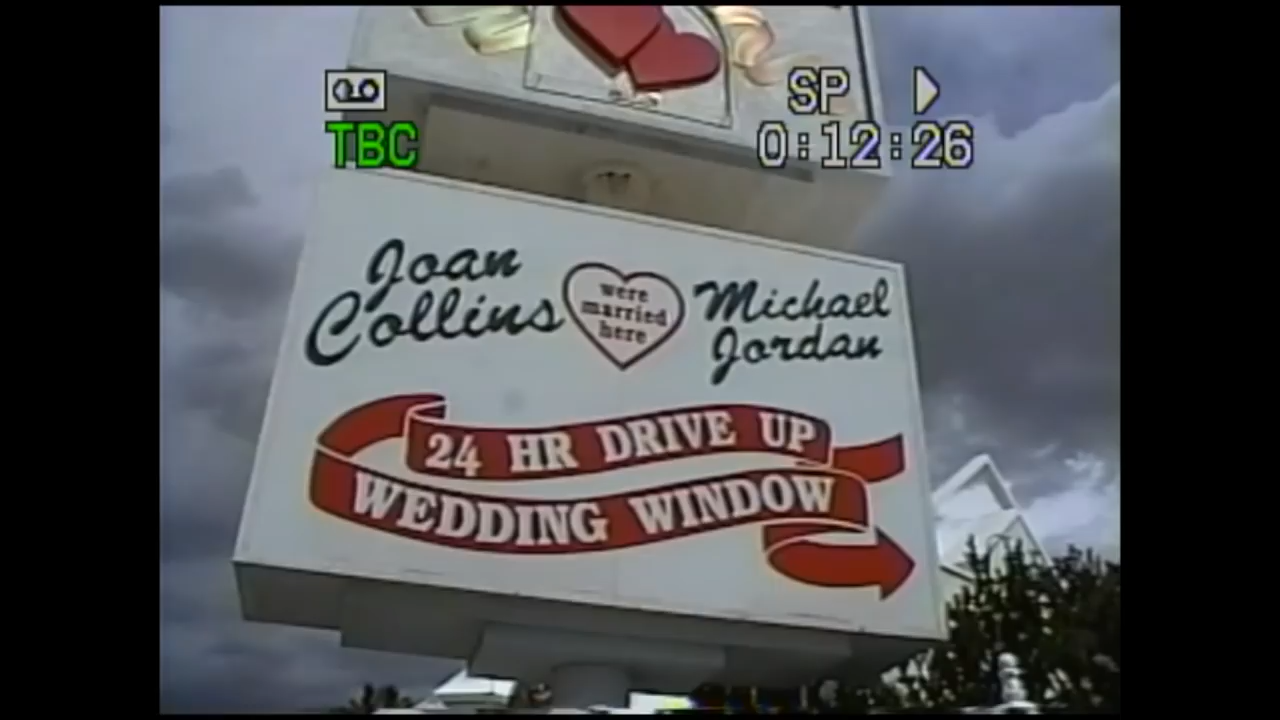 SP
TBC 0:12:26
Joan
Collins
were
married
here
Michael
Jordan
24 HR DRIVE UP
WEDDING WINDOW